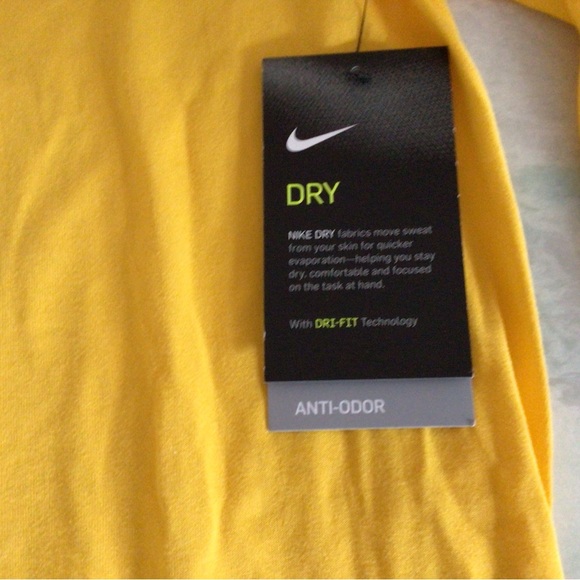 DRY
NIKE DRY fabrics move sweat
from your skin for quicker
evaporation—helping you stay
dry, comfortable and focused
on the task at hand.
With DRI-FIT Technology
ANTI-ODOR